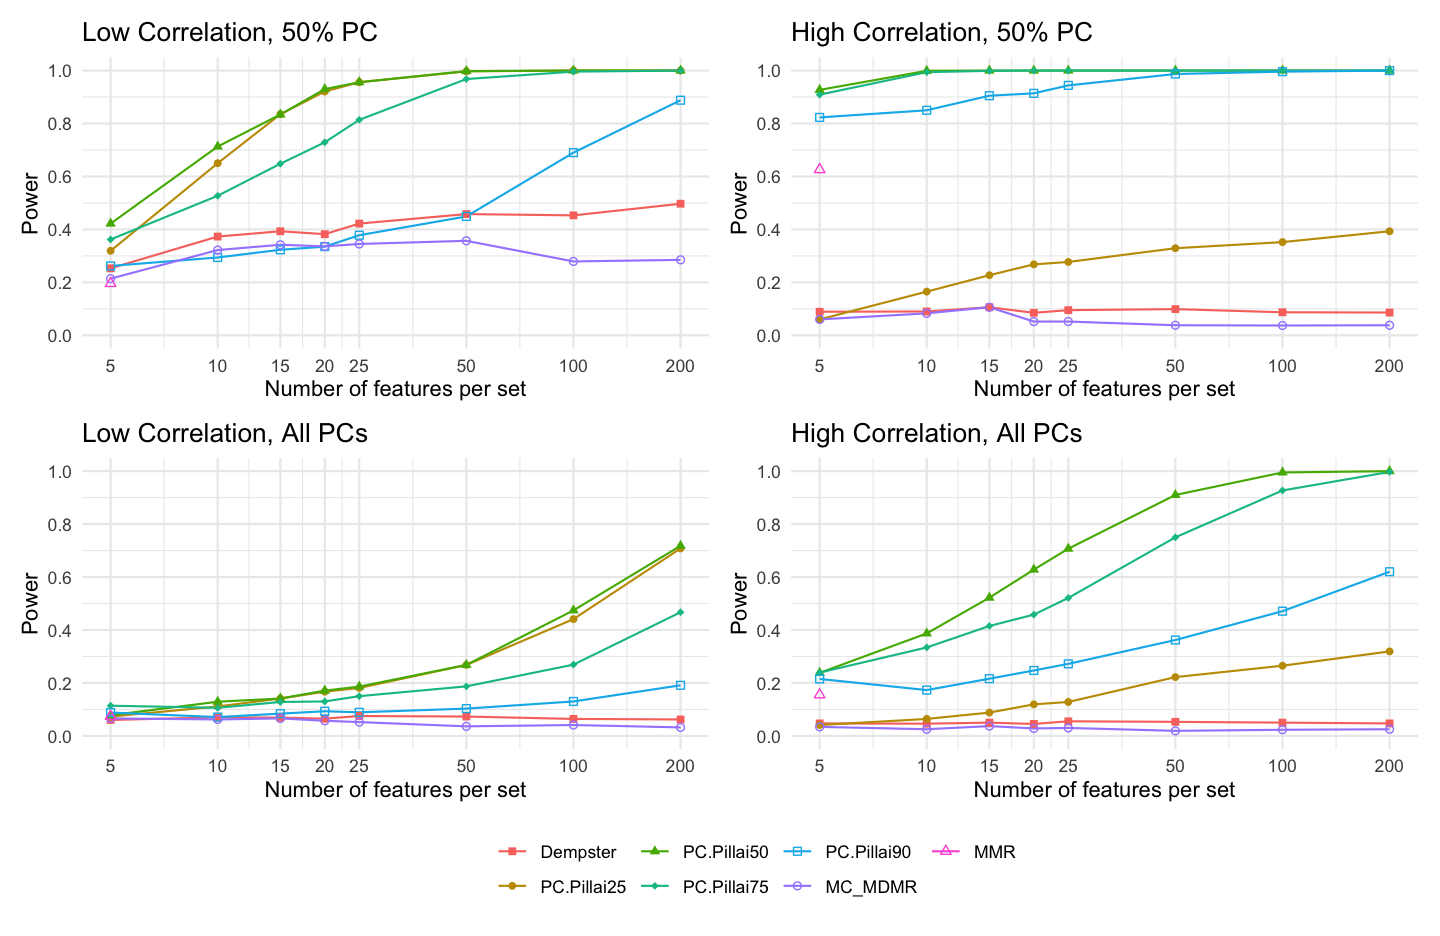 Low Correlation, 50% PC
Power
1.0
0.8
0.6
0.4
0.2
0.0
5 10 15 20 25 50 100 200
Number of features per set
High Correlation, 50% PC
Power
1.0
0.8
0.6
0.4
0.2
0.0
5 10 15 20 25 50 100 200
Number of features per set
Low Correlation, All PCs
Power
1.0
0.8
0.6
0.4
0.2
0.0
5 10 15 20 25 50 100 200
Number of features per set
High Correlation, All PCs
Power
1.0
0.8
0.6
0.4
0.2
0.0
5 10 15 20 25 50 100 200
Number of features per set
Dempster PC.Pillai50 PC.Pillai90 MMR
PC.Pillai25 PC.Pillai75 MC_MDMR